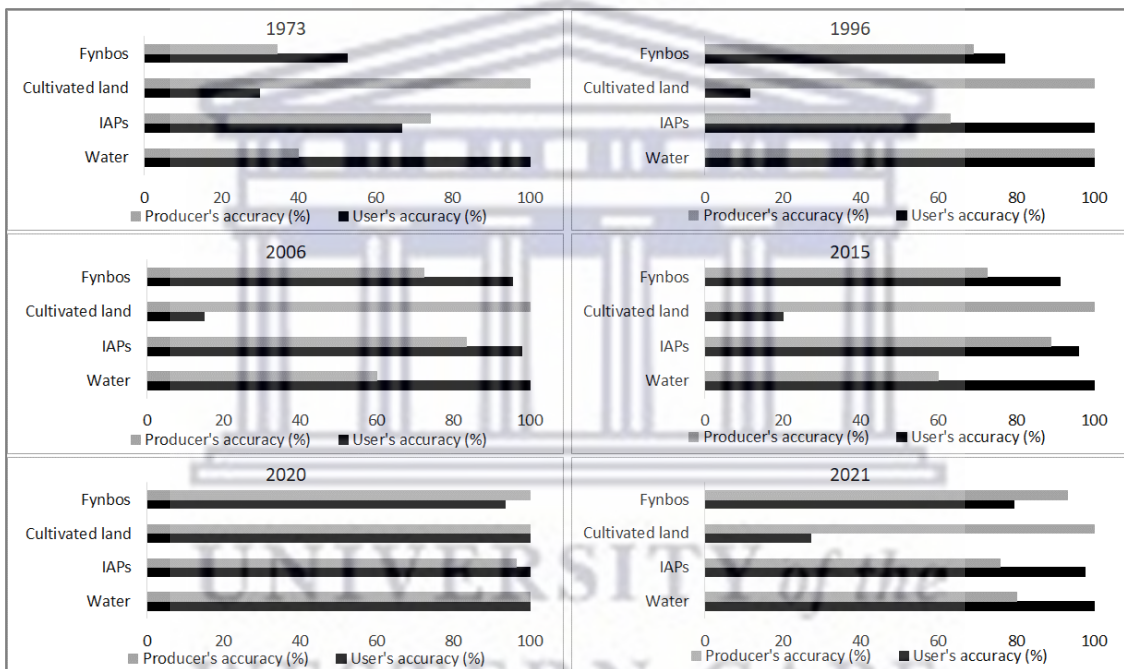 1973
Fynbos
Cultivated land
IAPs
Water
0 20 40 60 80 100
Producer's accuracy (%) User's accuracy (%)
1996
Fynbos
Cultivated land
IAPs
Water
0 20 40 60 80 100
Producer's accuracy (%) User's accuracy (%)
2006
Fynbos
Cultivated land
IAPs
Water
0 20 40 60 80 100
Producer's accuracy (%) User's accuracy (%)
2015
Fynbos
Cultivated land
IAPs
Water
0 20 40 60 80 100
Producer's accuracy (%) User's accuracy (%)
2020
Fynbos
Cultivated land
IAPs
Water
0 20 40 60 80 100
Producer's accuracy (%) User's accuracy (%)
2021
Fynbos
Cultivated land
IAPs
Water
0 20 40 60 80 100
Producer's accuracy (%) User's accuracy (%)
UNIVERSITY of the